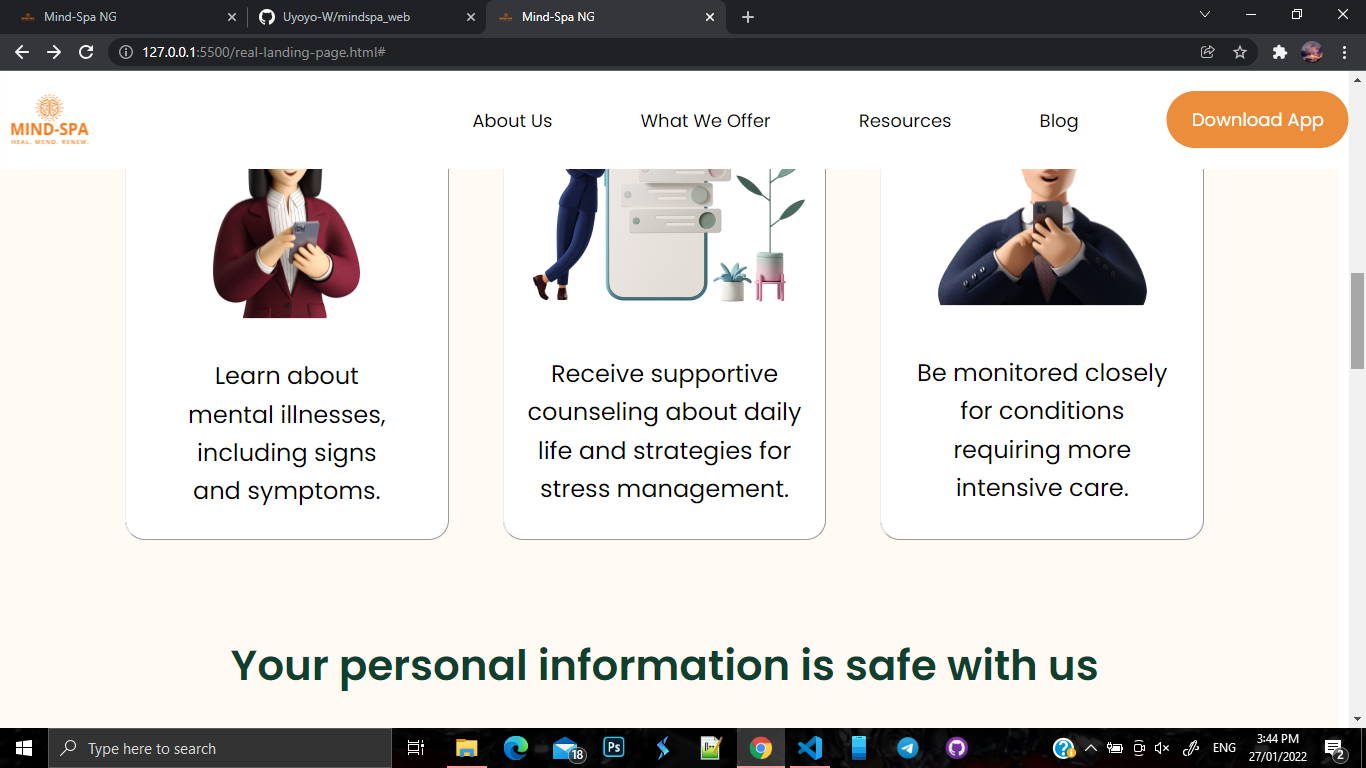 Mind-Spa NG
Uyoyo-W/mindspa_web
Mind-Spa NG
127.0.0.1:5500/real-landing-page.html#
MIND-SPA
HEAL. MIND. RENEW.
About Us
What We Offer
Resources
Blog
Download App
Learn about
mental illnesses,
including signs
and symptoms.
Receive supportive
counseling about daily
life and strategies for
stress management.
Be monitored closely
for conditions
requiring more
intensive care.
Your personal information is safe with us
Type here to search
18
Ps
ENG
3:44 PM
27/01/2022
2